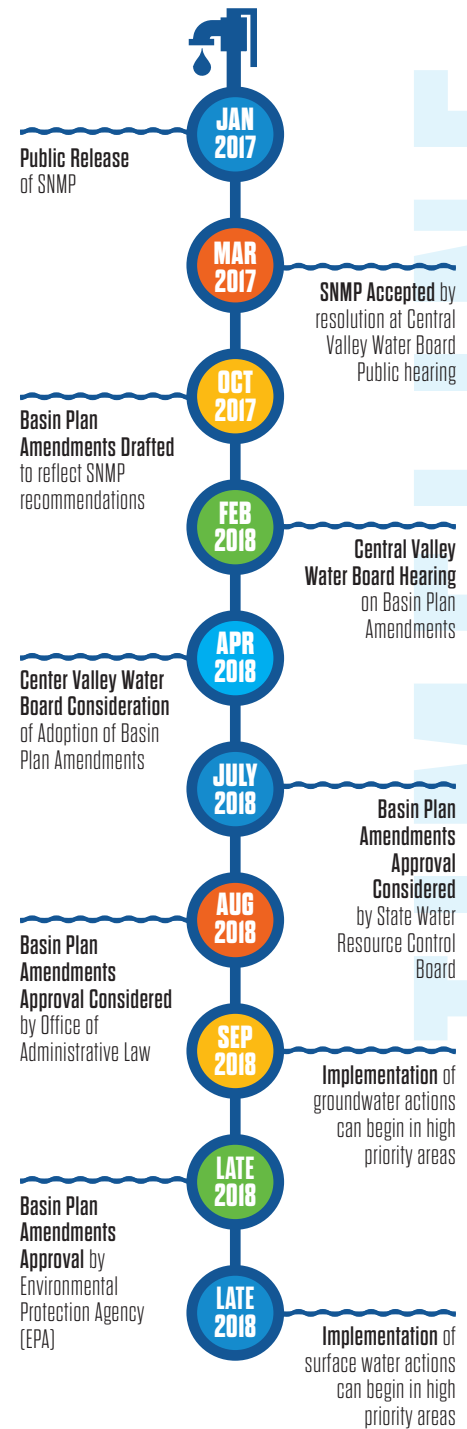 JAN
2017
Public Release
of SNMP
MAR
2017
SNMP Accepted by
resolution at Central
Valley Water Board
Public hearing
OCT
2017
Basin Plan
Amendments Drafted
to reflect SNMP
recommendations
FEB
2018
Central Valley
Water Board Hearing
on Basin Plan
Amendments
APR
2018
Center Valley Water
Board Consideration
of Adoption of Basin
Plan Amendments
JULY
2018
Basin Plan
Amendments
Approval
Considered
by State Water
Resource Control
Board
AUG
2018
Basin Plan
Amendments
Approval Considered
by Office of
Administrative Law
SEP
2018
Implementation of
groundwater actions
can begin in high
priority areas
LATE
2018
Basin Plan
Amendments
Approval by
Environmental
Protection Agency
(EPA)
LATE
2018
Implementation of
surface water actions
can begin in high
priority areas